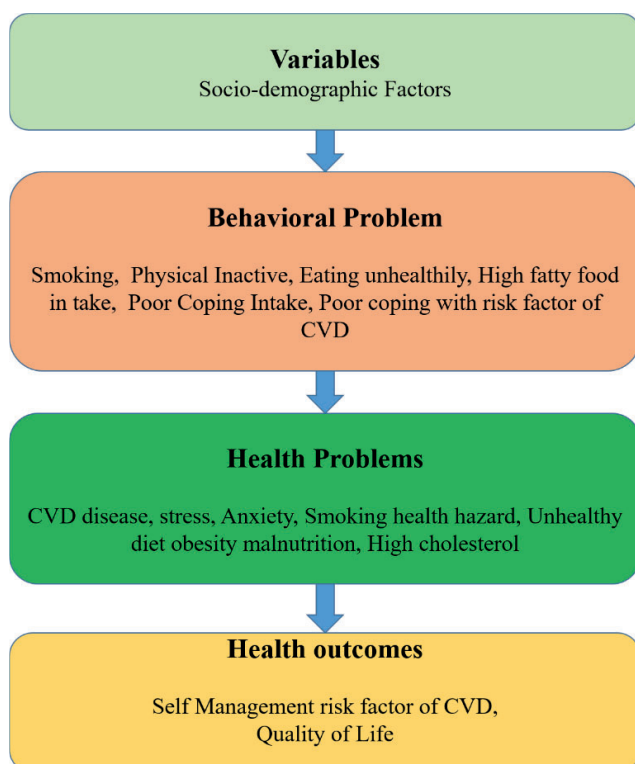 Variables
Socio-demographic Factors
Behavioral Problem
Smoking, Physical Inactive, Eating unhealthily, High fatty food
in take, Poor Coping Intake, Poor coping with risk factor of
CVD
Health Problems
CVD disease, stress, Anxiety, Smoking health hazard, Unhealthy
diet obesity malnutrition, High cholesterol
Health outcomes
Self Management risk factor of CVD,
Quality of Life